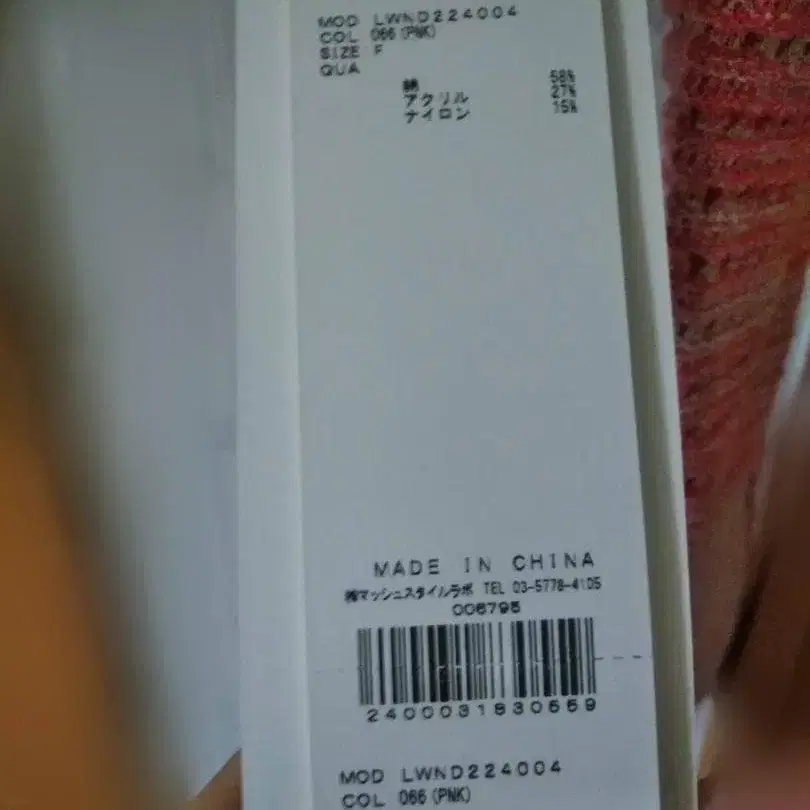 MOD LWND224004
COL 066(PNK)
SIZE F
QUA
綿 58%
アクリル 27%
ナイロン 15%
MADE IN CHINA
㈱マッシュスタイルラボ TEL 03-5778-4105
006795
2400031830559
MOD LWND224004
COL 066(PNK)